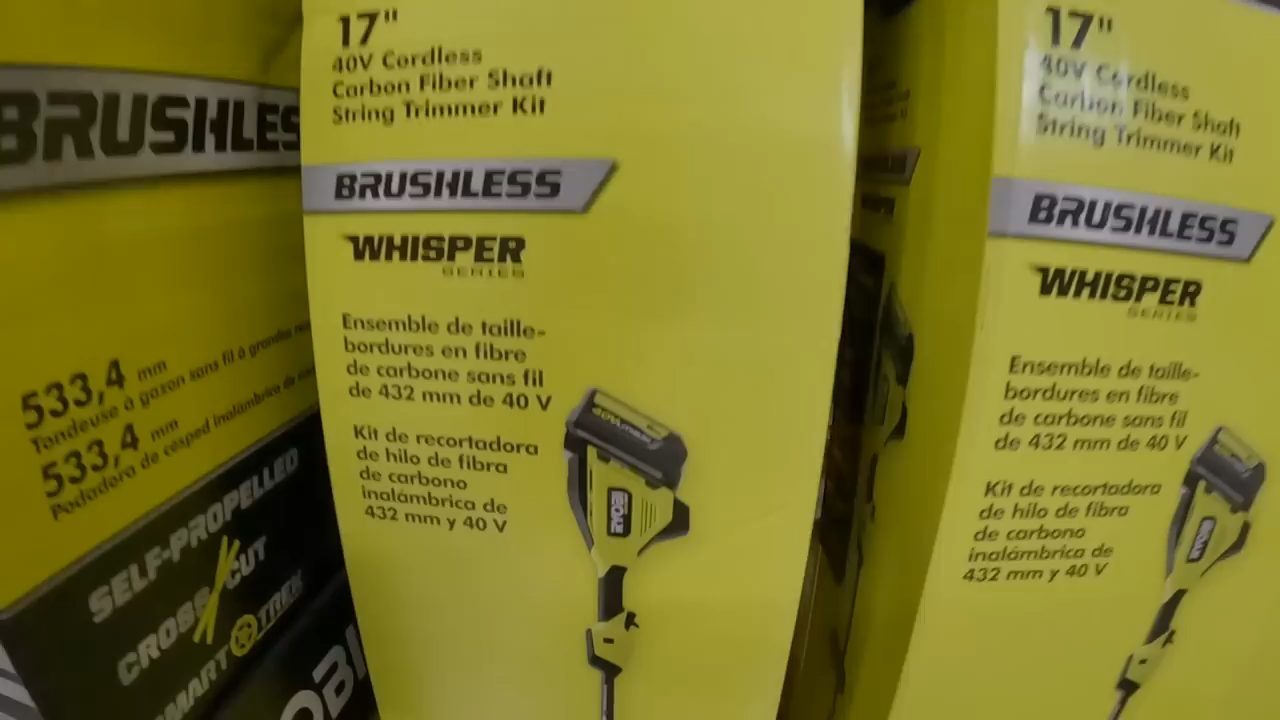 BRUSHLES
533,4 mm
Tondeuse à gazon sans fil à grandes
533,4 mm
Podadora de césped inalámbrica de
SELF-PROPELLED
CROSS CUT
SMART TREK
OBI
17"
40V Cordless
Carbon Fiber Shaft
String Trimmer Kit
BRUSHLESS
WHISPER
SERIES
Ensemble de taille-
bordures en fibre
de carbone sans fil
de 432 mm de 40 V
Kit de recortadora
de hilo de fibra
de carbono
inalámbrica de
432 mm y 40 V
RYOBI
17"
40V Cordless
Carbon Fiber Shaft
String Trimmer Kit
BRUSHLESS
WHISPER
SERIES
Ensemble de taille-
bordures en fibre
de carbone sans fil
de 432 mm de 40 V
Kit de recortadora
de hilo de fibra
de carbono
inalámbrica de
432 mm y 40 V
RYOBI